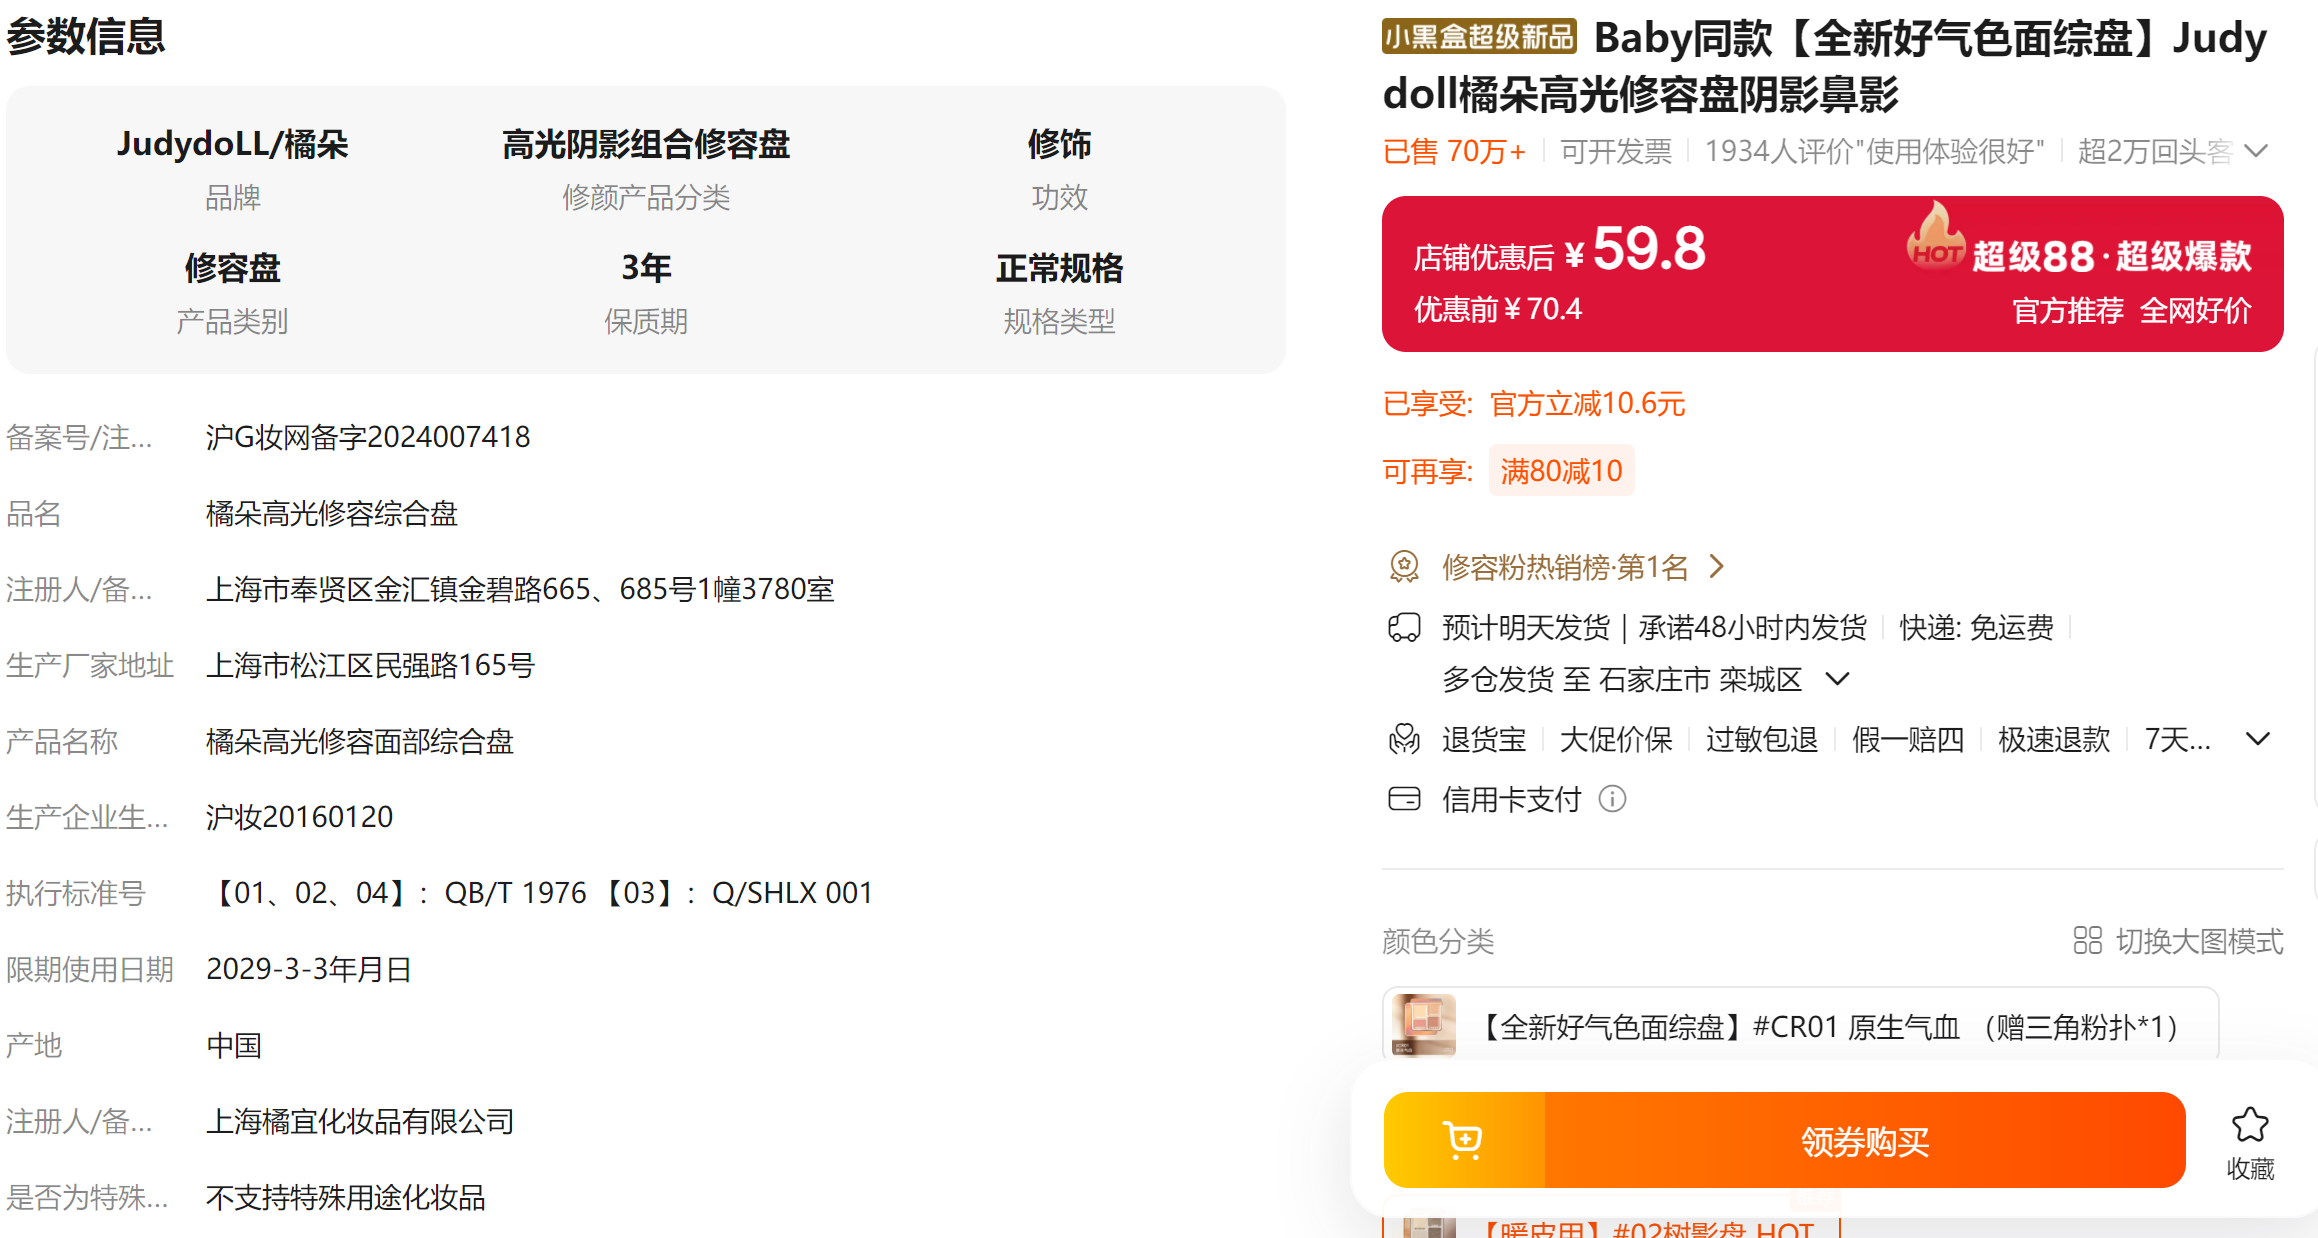 参数信息
JudydoLL/橘朵
品牌
高光阴影组合修容盘
修颜产品分类
修饰
功效
修容盘
产品类别
3年
保质期
正常规格
规格类型
备案号/注... 沪G妆网备字2024007418
品名 橘朵高光修容综合盘
注册人/备... 上海市奉贤区金汇镇金碧路665、685号1幢3780室
生产厂家地址 上海市松江区民强路165号
产品名称 橘朵高光修容面部综合盘
生产企业生... 沪妆20160120
执行标准号 【01、02、04】：QB/T 1976 【03】：Q/SHLX 001
限期使用日期 2029-3-3年月日
产地 中国
注册人/备... 上海橘宜化妆品有限公司
是否为特殊... 不支持特殊用途化妆品
小黑盒超级新品 Baby同款【全新好气色面综盘】Judy
doll橘朵高光修容盘阴影鼻影
已售 70万+ 可开发票 1934人评价"使用体验很好" 超2万回头客
店铺优惠后 ¥59.8
优惠前 ¥70.4
HOT 超级88·超级爆款
官方推荐 全网好价
已享受: 官方立减10.6元
可再享: 满80减10
修容粉热销榜·第1名
预计明天发货 | 承诺48小时内发货 快递: 免运费
多仓发货 至 石家庄市 栾城区
退货宝 大促价保 过敏包退 假一赔四 极速退款 7天...
信用卡支付
颜色分类
切换大图模式
【全新好气色面综盘】#CR01 原生气血 （赠三角粉扑*1）
领券购买
收藏
【暖皮用】#02树影盘 HOT